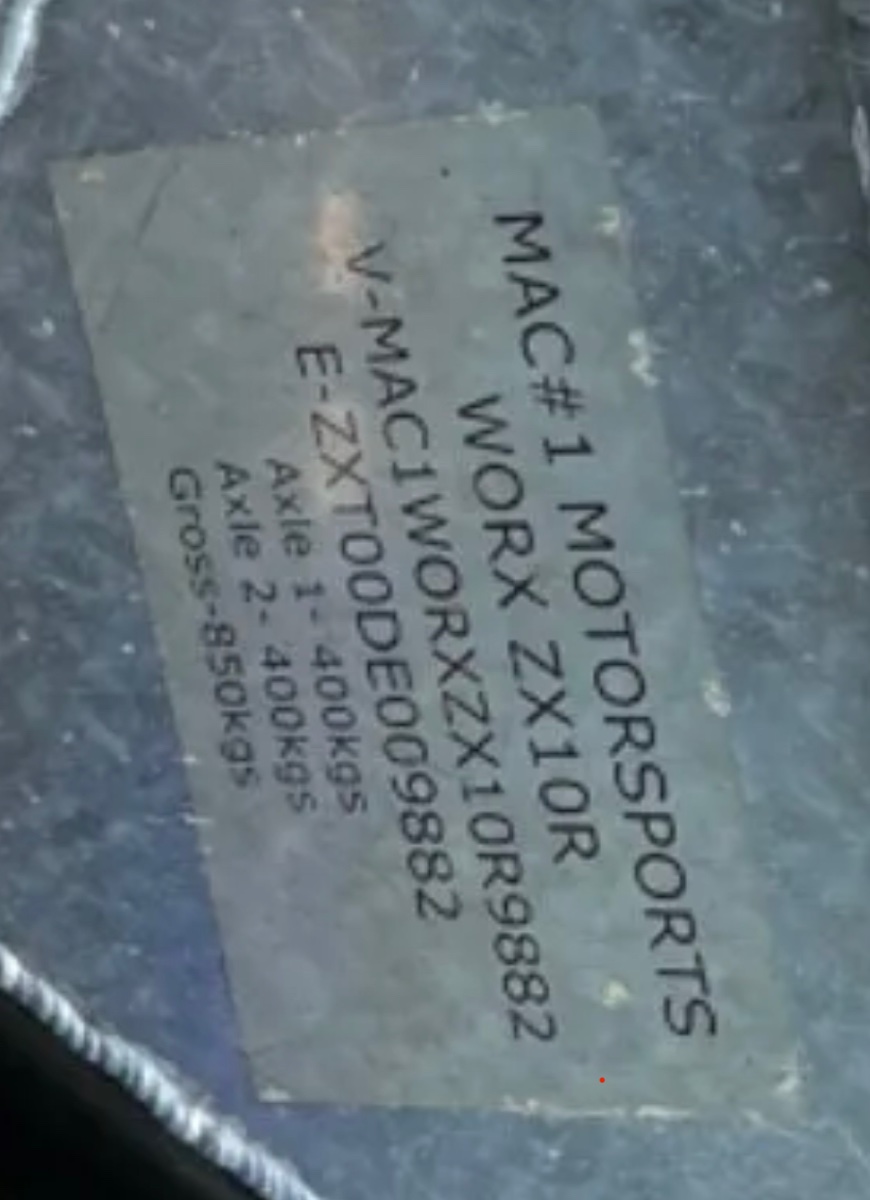 MAC#1 MOTORSPORTS
WORX ZX10R
V-MAC1WORXZX10R9882
E-ZXT00DE009882
Axle 1- 400kgs
Axle 2- 400kgs
Gross-850kgs